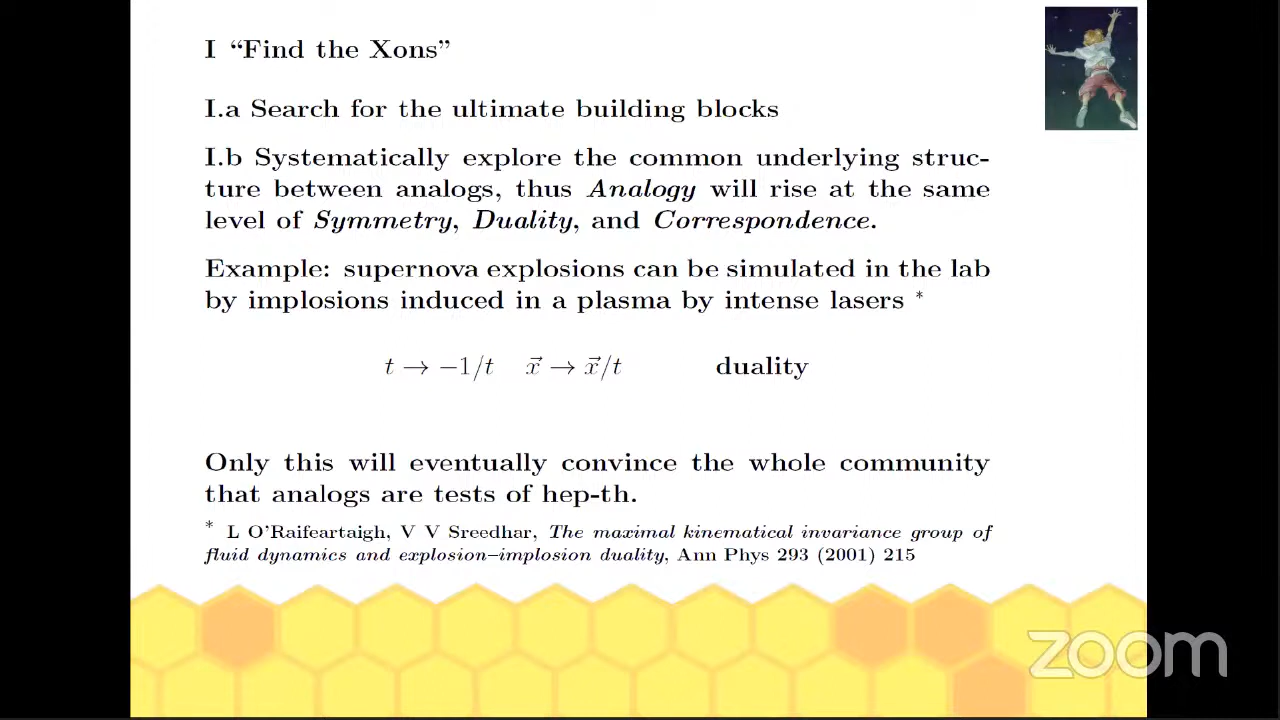 I “Find the Xons”
I.a Search for the ultimate building blocks
I.b Systematically explore the common underlying struc-
ture between analogs, thus Analogy will rise at the same
level of Symmetry, Duality, and Correspondence.
Example: supernova explosions can be simulated in the lab
by implosions induced in a plasma by intense lasers *
t → −1/t x⃗ → x⃗/t duality
Only this will eventually convince the whole community
that analogs are tests of hep-th.
* L O’Raifeartaigh, V V Sreedhar, The maximal kinematical invariance group of
fluid dynamics and explosion–implosion duality, Ann Phys 293 (2001) 215
zoom